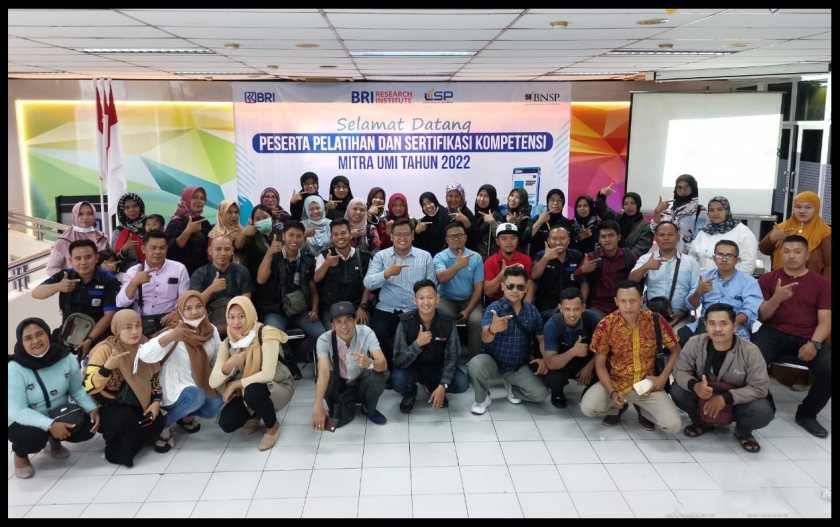 BRI
BRI RESEARCH INSTITUTE
LSP
BNSP
Selamat Datang
PESERTA PELATIHAN DAN SERTIFIKASI KOMPETENSI
MITRA UMI TAHUN 2022